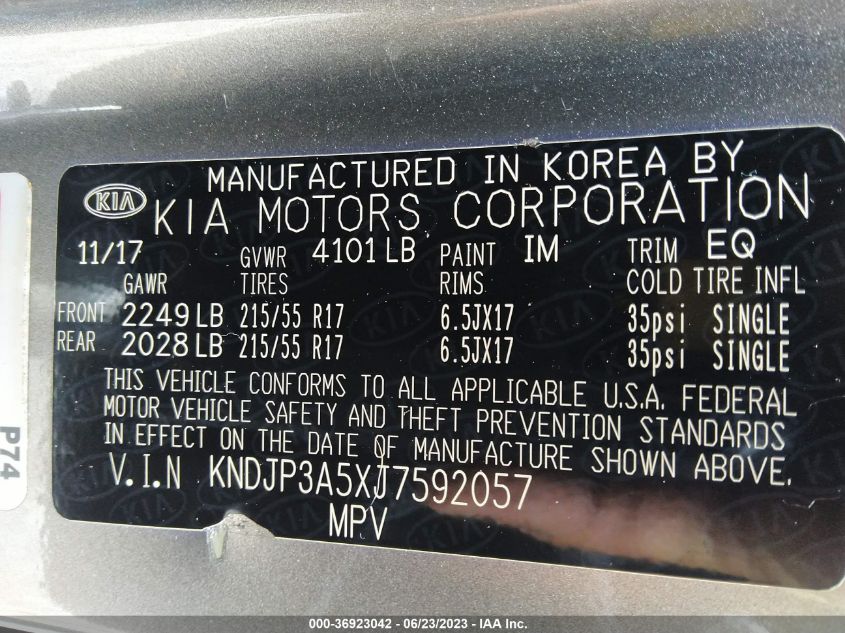 MANUFACTURED IN KOREA BY
KIA KIA MOTORS CORPORATION
11/17 GVWR 4101 LB PAINT IM TRIM EQ
GAWR TIRES RIMS COLD TIRE INFL
FRONT 2249 LB 215/55 R17 6.5JX17 35psi SINGLE
REAR 2028 LB 215/55 R17 6.5JX17 35psi SINGLE
THIS VEHICLE CONFORMS TO ALL APPLICABLE U.S.A. FEDERAL
MOTOR VEHICLE SAFETY AND THEFT PREVENTION STANDARDS
IN EFFECT ON THE DATE OF MANUFACTURE SHOWN ABOVE.
V.I.N KNDJP3A5XJ7592057
MPV
P74
000-36923042 - 06/23/2023 - IAA Inc.